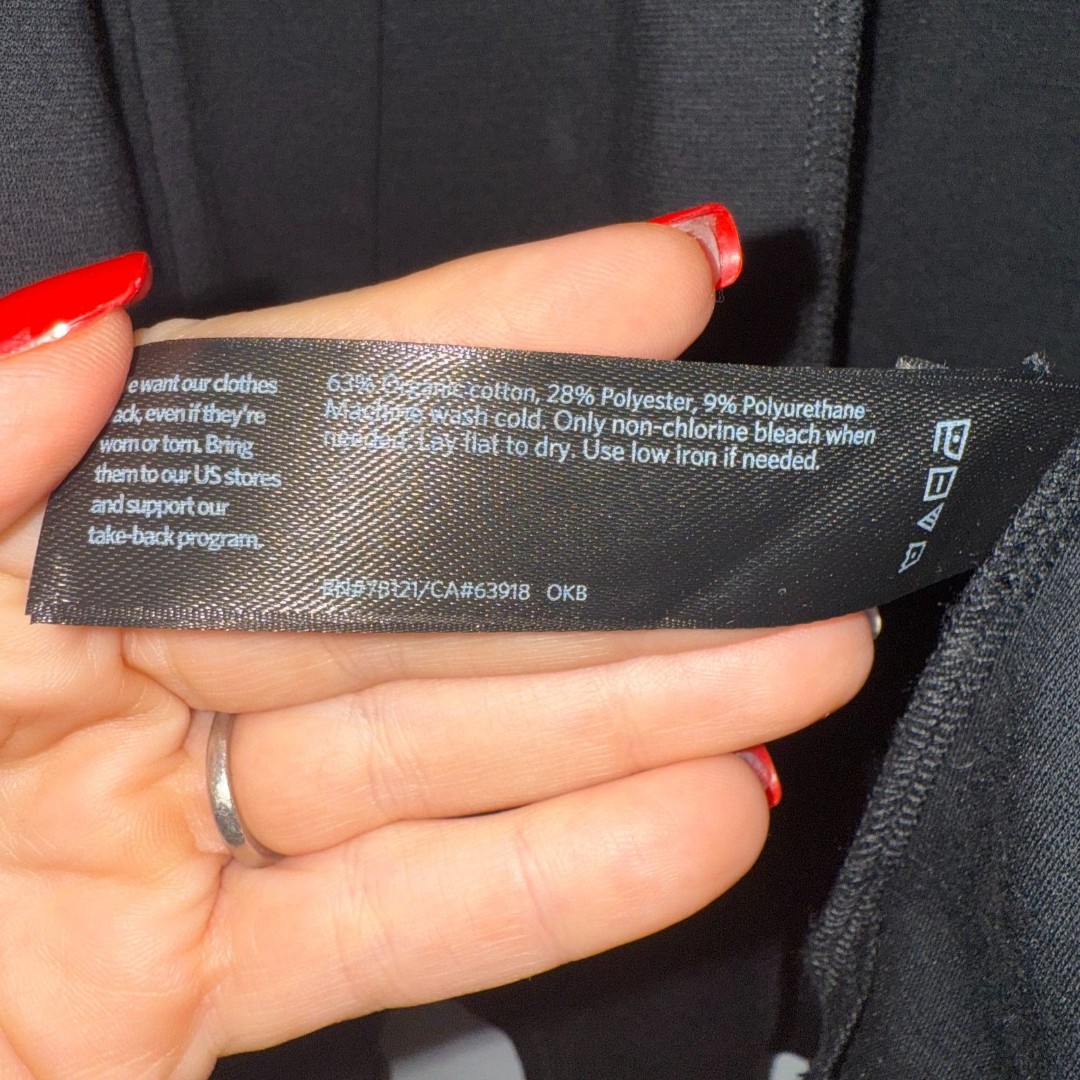 want our clothes
even if they're
worn or torn. Bring
them to our US stores
and support our
take-back program.
63% Organic cotton, 28% Polyester, 9% Polyurethane
Machine wash cold. Only non-chlorine bleach when
needed. Lay flat to dry. Use low iron if needed.
RN#78121/CA#63918 OKB